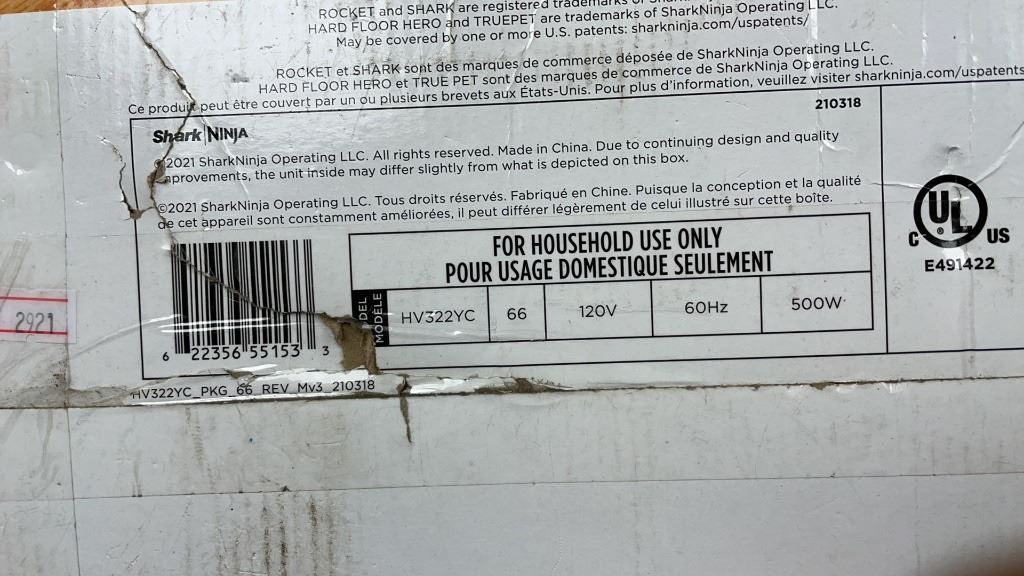 ROCKET and SHARK are registered trademarks
HARD FLOOR HERO and TRUEPET are trademarks of SharkNinja Operating LLC.
May be covered by one or more U.S. patents: sharkninja.com/uspatents/
ROCKET et SHARK sont des marques de commerce déposée de SharkNinja Operating LLC.
HARD FLOOR HERO et TRUE PET sont des marques de commerce de SharkNinja Operating LLC.
Ce produit peut être couvert par un ou plusieurs brevets aux États-Unis. Pour plus d'information, veuillez visiter sharkninja.com/uspatents
210318
Shark NINJA
©2021 SharkNinja Operating LLC. All rights reserved. Made in China. Due to continuing design and quality
improvements, the unit inside may differ slightly from what is depicted on this box.
©2021 SharkNinja Operating LLC. Tous droits réservés. Fabriqué en Chine. Puisque la conception et la qualité
de cet appareil sont constamment améliorées, il peut différer légèrement de celui illustré sur cette boîte.
FOR HOUSEHOLD USE ONLY
POUR USAGE DOMESTIQUE SEULEMENT
MODÈLE
HV322YC 66 120V 60Hz 500W
6 22356 55153 3
HV322YC_PKG_66_REV_Mv3_210318
C UL ® US
E491422
2921